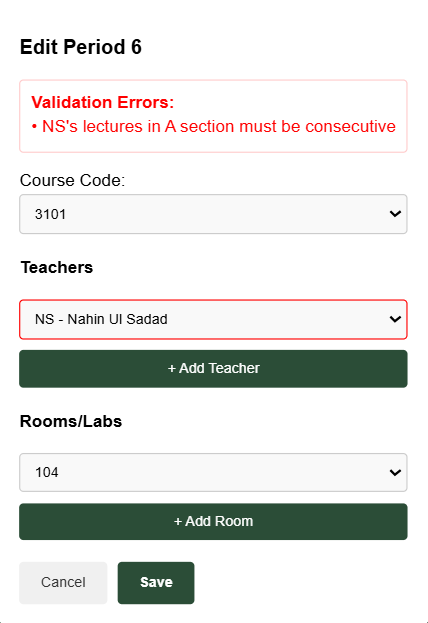 Edit Period 6
Validation Errors:
• NS's lectures in A section must be consecutive
Course Code:
3101
Teachers
NS - Nahin Ul Sadad
+ Add Teacher
Rooms/Labs
104
+ Add Room
Cancel
Save